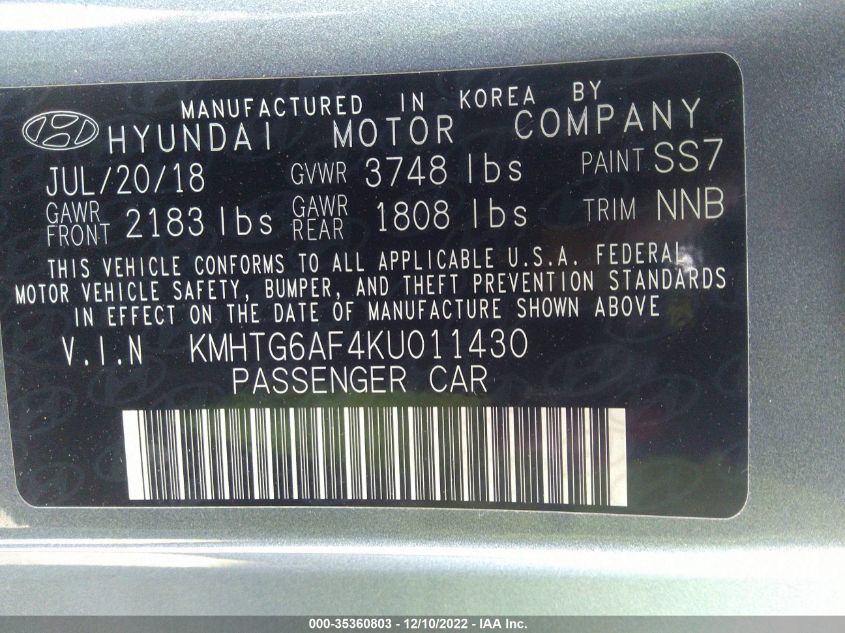 MANUFACTURED IN KOREA BY
HYUNDAI MOTOR COMPANY
JUL/20/18 GVWR 3748 lbs PAINT SS7
GAWR FRONT 2183 lbs GAWR REAR 1808 lbs TRIM NNB
THIS VEHICLE CONFORMS TO ALL APPLICABLE U.S.A. FEDERAL
MOTOR VEHICLE SAFETY, BUMPER, AND THEFT PREVENTION STANDARDS
IN EFFECT ON THE DATE OF MANUFACTURE SHOWN ABOVE
V.I.N KMHTG6AF4KU011430
PASSENGER CAR
000-35360803 - 12/10/2022 - IAA Inc.